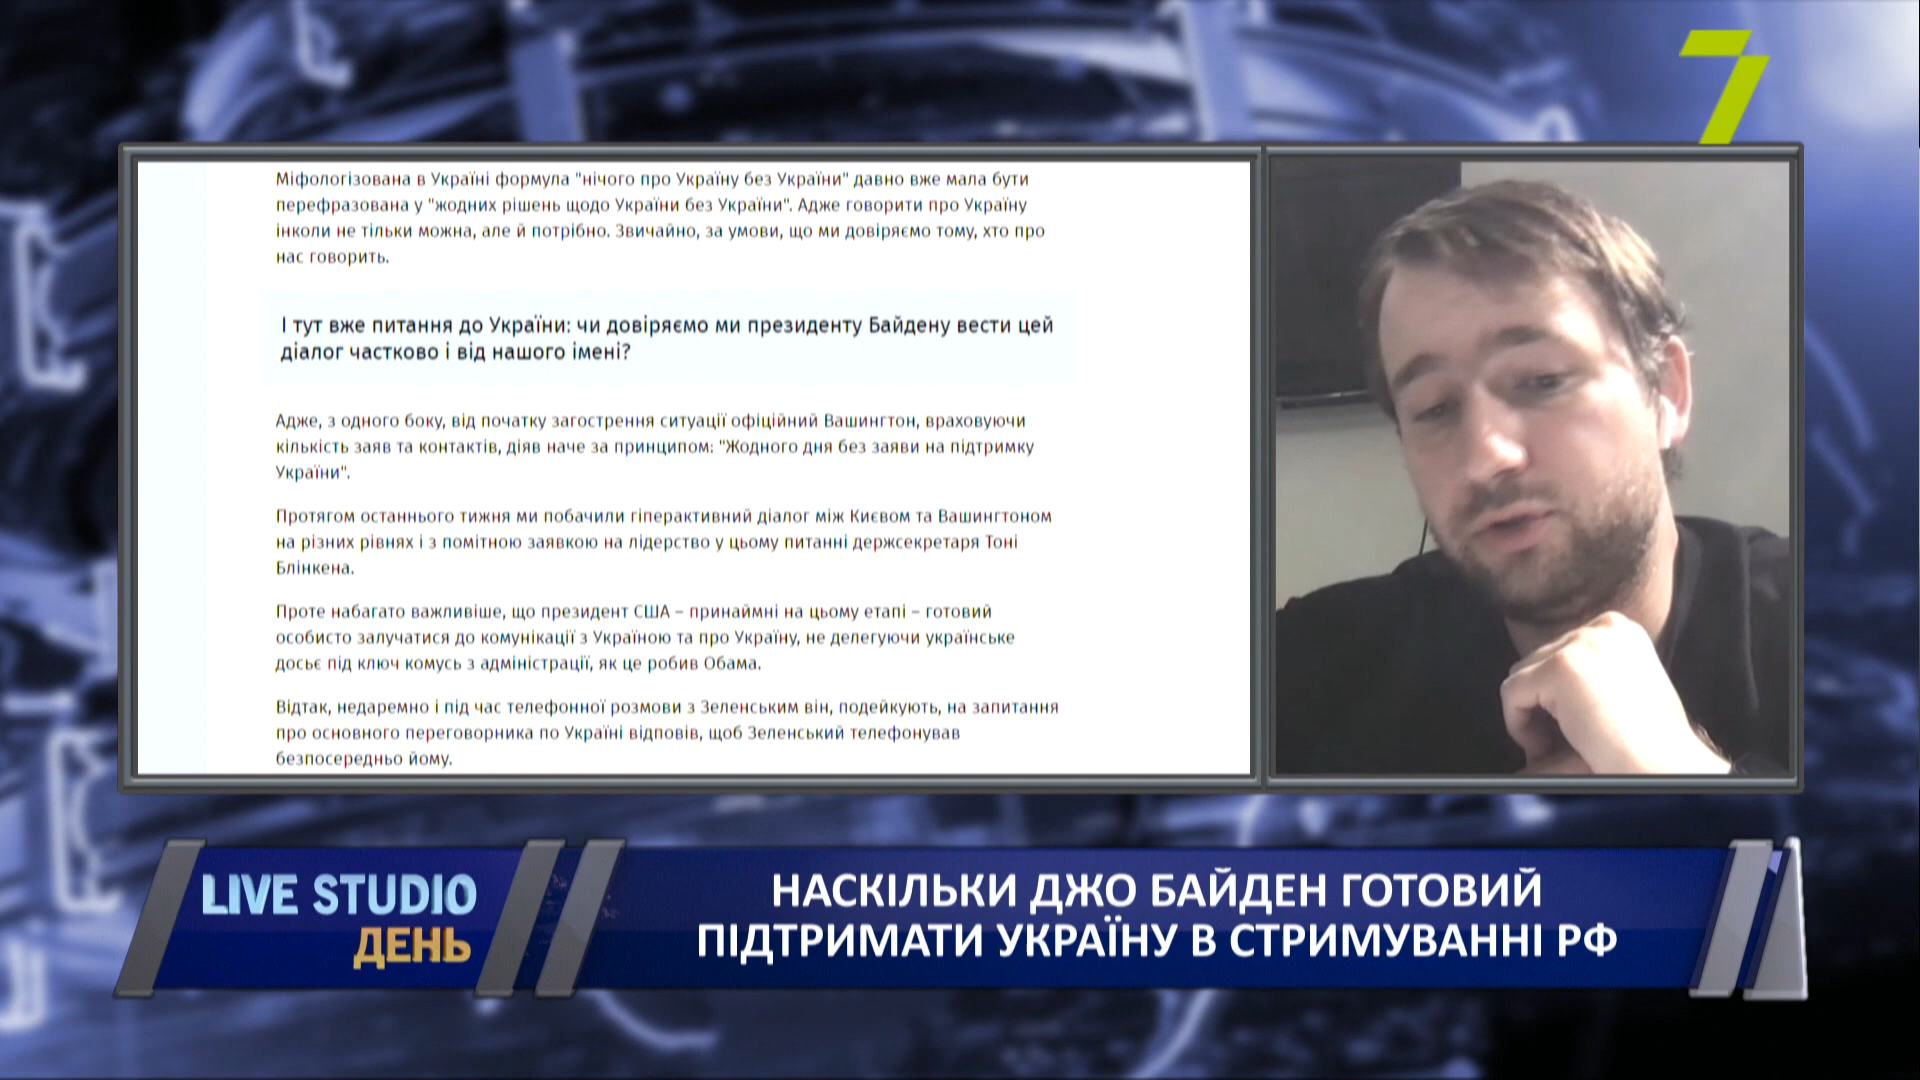 7
Міфологізована в Україні формула "нічого про Україну без України" давно вже мала бути
перефразована у "жодних рішень щодо України без України". Адже говорити про Україну
інколи не тільки можна, але й потрібно. Звичайно, за умови, що ми довіряємо тому, хто про
нас говорить.
І тут вже питання до України: чи довіряємо ми президенту Байдену вести цей
діалог частково і від нашого імені?
Адже, з одного боку, від початку загострення ситуації офіційний Вашингтон, враховуючи
кількість заяв та контактів, діяв наче за принципом: "Жодного дня без заяви на підтримку
України".
Протягом останнього тижня ми побачили гіперактивний діалог між Києвом та Вашингтоном
на різних рівнях і з помітною заявкою на лідерство у цьому питанні держсекретаря Тоні
Блінкена.
Проте набагато важливіше, що президент США – принаймні на цьому етапі – готовий
особисто залучатися до комунікації з Україною та про Україну, не делегуючи українське
досьє під ключ комусь з адміністрації, як це робив Обама.
Відтак, недаремно і під час телефонної розмови з Зеленським він, подейкують, на запитання
про основного переговорника по Україні відповів, щоб Зеленський телефонував
безпосередньо йому.
LIVE STUDIO
ДЕНЬ
НАСКІЛЬКИ ДЖО БАЙДЕН ГОТОВИЙ
ПІДТРИМАТИ УКРАЇНУ В СТРИМУВАННІ РФ